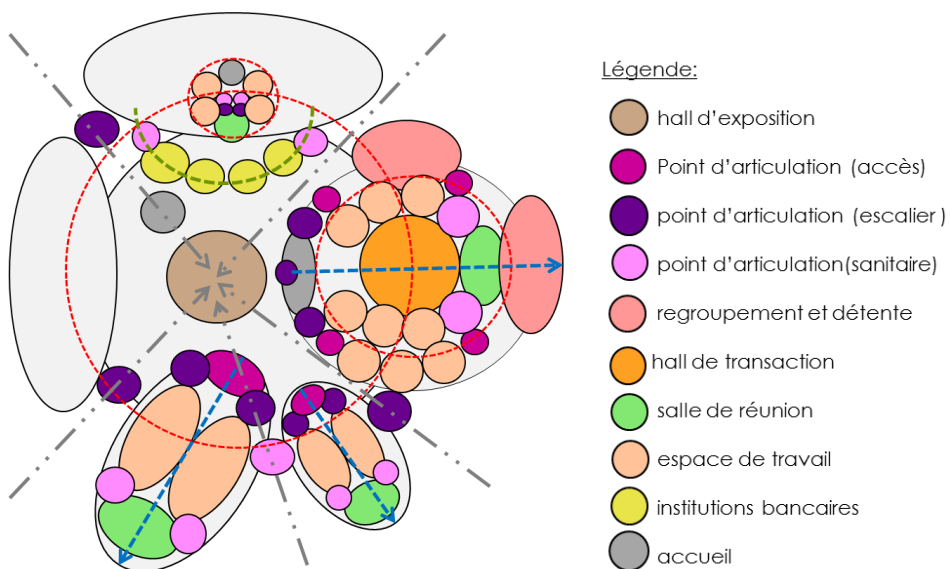 Légende:
hall d'exposition
Point d'articulation (accès)
point d'articulation (escalier)
point d'articulation(sanitaire)
regroupement et détente
hall de transaction
salle de réunion
espace de travail
institutions bancaires
accueil